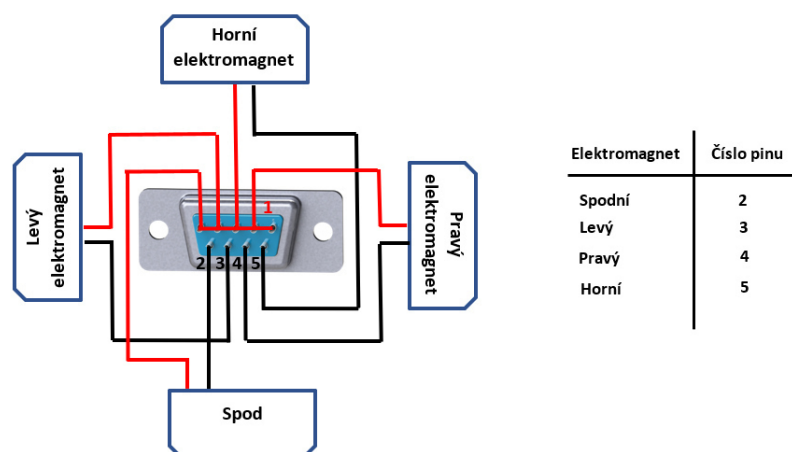 Horní
elektromagnet
Levý
elektromagnet
Pravý
elektromagnet
1
2 3 4 5
Spod
Elektromagnet Číslo pinu
Spodní 2
Levý 3
Pravý 4
Horní 5